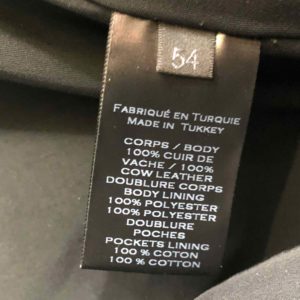 54
FABRIQUÉ EN TURQUIE
MADE IN TUKKEY
CORPS / BODY
100% CUIR DE
VACHE / 100%
COW LEATHER
DOUBLURE CORPS
BODY LINING
100% POLYESTER
100% POLYESTER
DOUBLURE
POCHES
POCKETS LINING
100% COTON
100% COTTON